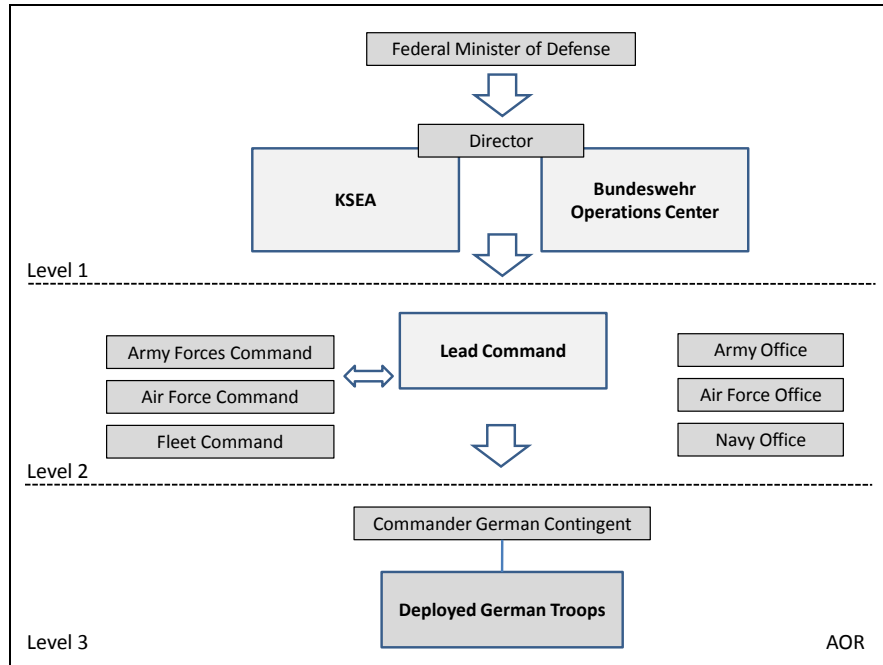 Federal Minister of Defense
Director
KSEA
Bundeswehr
Operations Center
Level 1
Army Forces Command
Air Force Command
Fleet Command
Lead Command
Army Office
Air Force Office
Navy Office
Level 2
Commander German Contingent
Deployed German Troops
Level 3
AOR